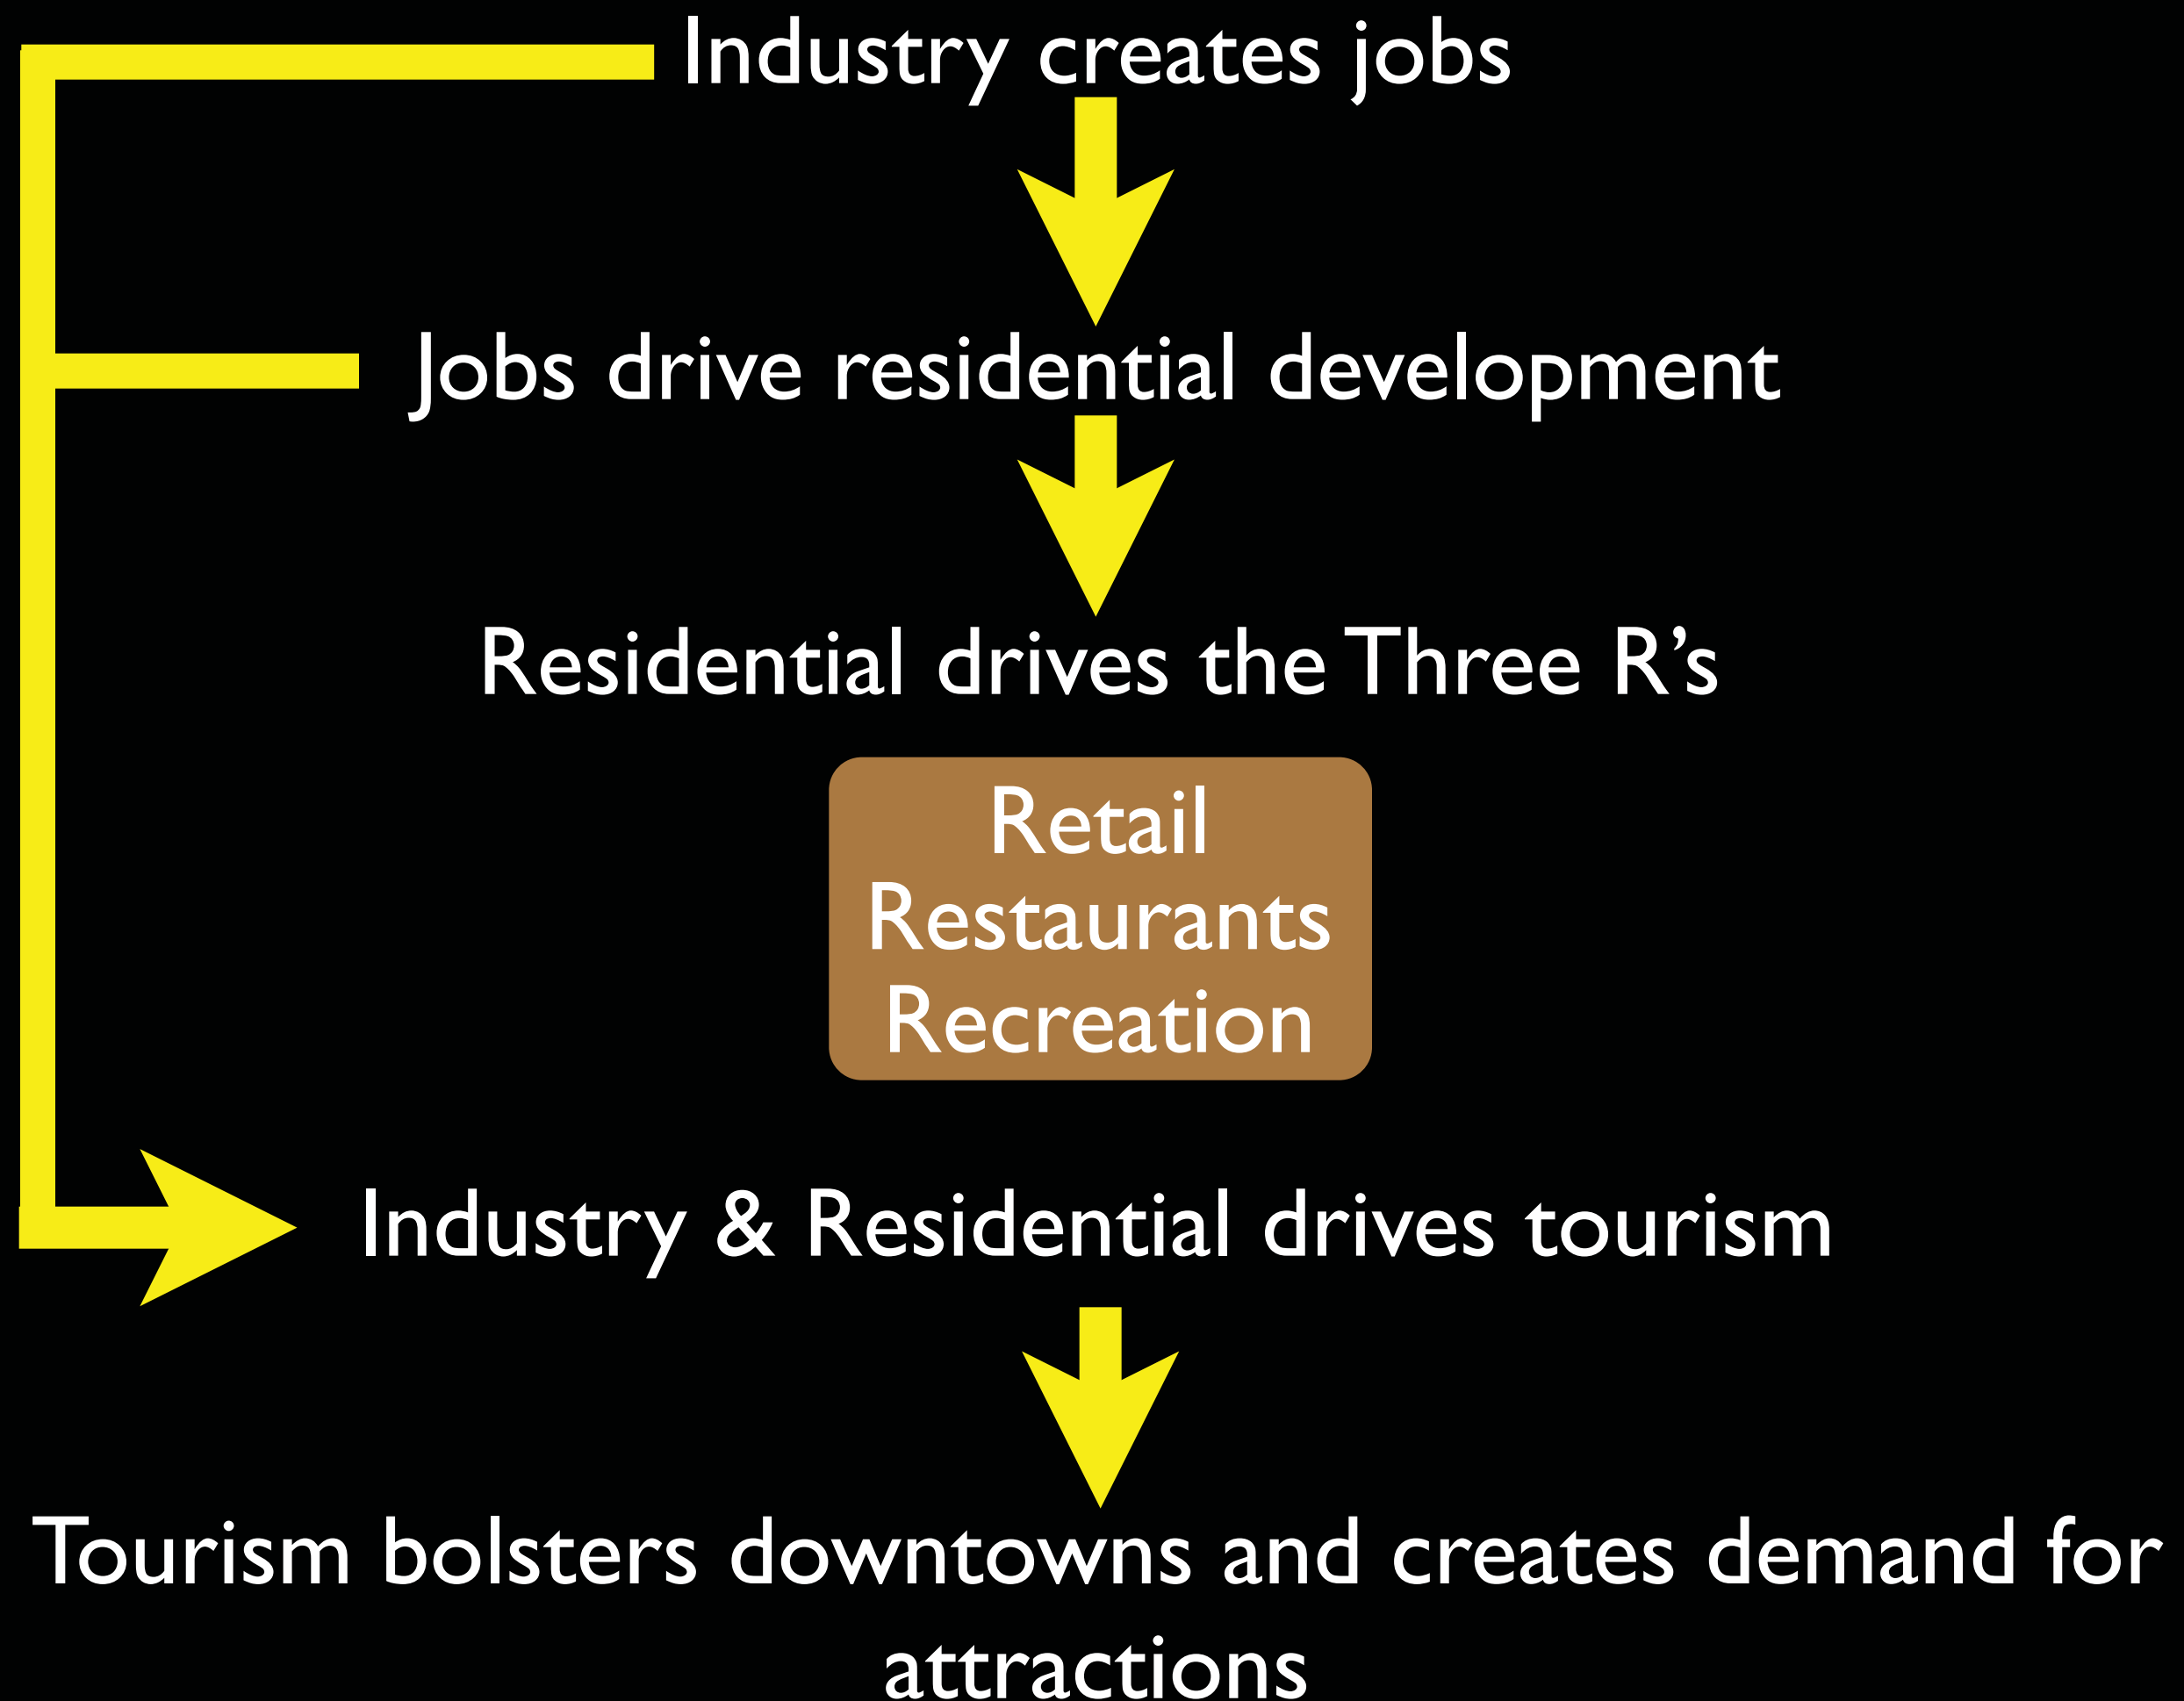 Industry creates jobs
Jobs drive residential development
Residential drives the Three R’s
Retail
Restaurants
Recreation
Industry & Residential drives tourism
Tourism bolsters downtowns and creates demand for
attractions